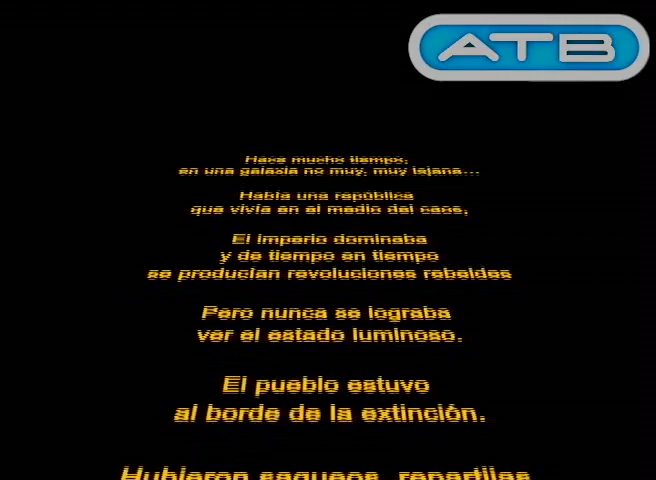 ATB
Hace mucho tiempo,
en una galaxia no muy, muy lejana...
Había una república
que vivía en el medio del caos,
El imperio dominaba
y de tiempo en tiempo
se producían revoluciones rebeldes
Pero nunca se lograba
ver el estado luminoso.
El pueblo estuvo
al borde de la extinción.
Hubieron saqueos, repartijas